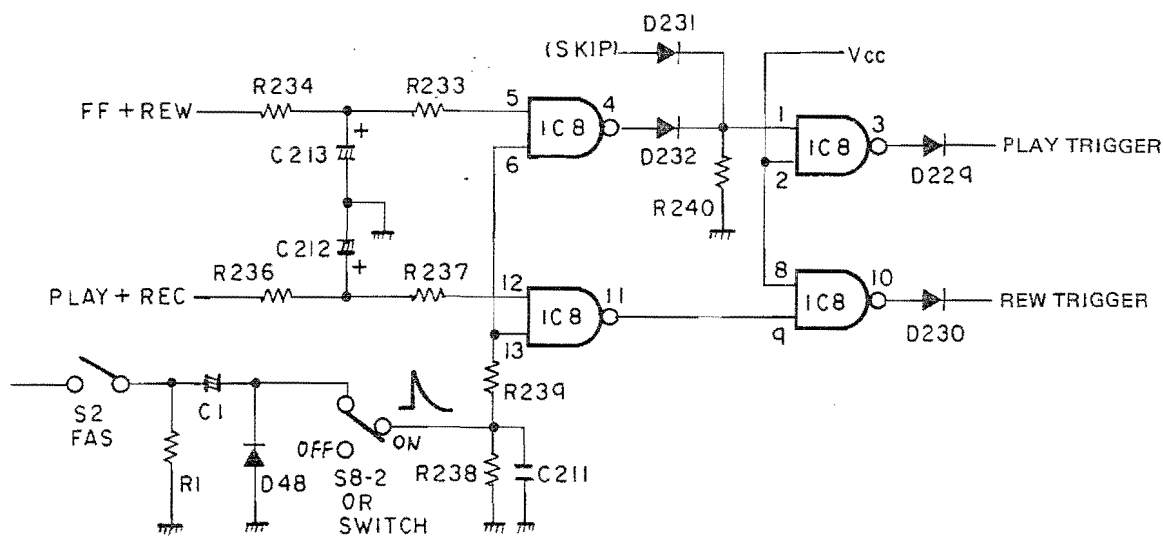 D231
(SKIP)
Vcc
R234
R233
FF + REW
5
4
IC8
6
D232
1
3
IC8
2
D229
PLAY TRIGGER
C213
+
R240
C212
+
R236
R237
PLAY + REC
12
11
IC8
13
8
10
IC8
9
D230
REW TRIGGER
S2
FAS
C1
R239
ON
OFF
R1
D48
S8-2
OR
SWITCH
R238
C211